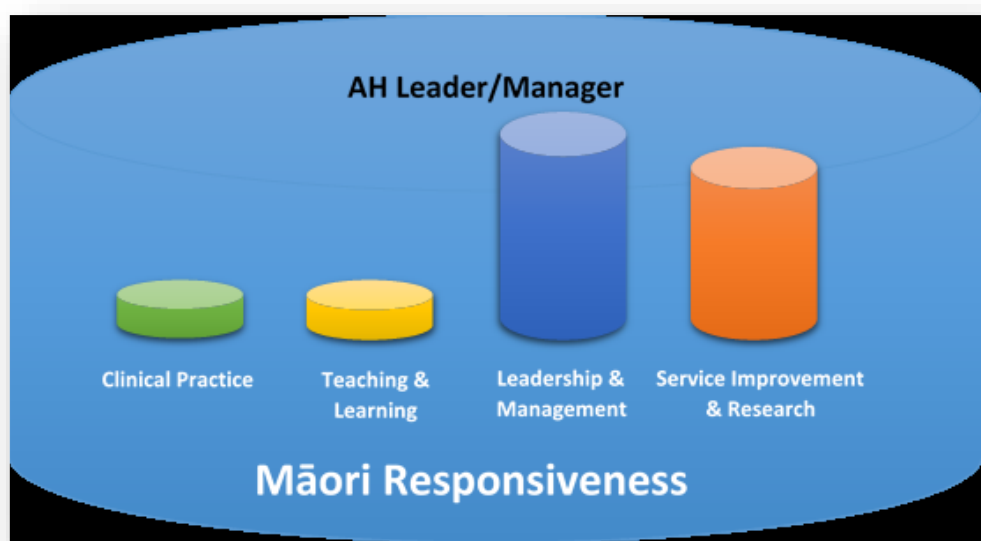 AH Leader/Manager
Clinical Practice
Teaching &
Learning
Leadership &
Management
Service Improvement
& Research
Māori Responsiveness